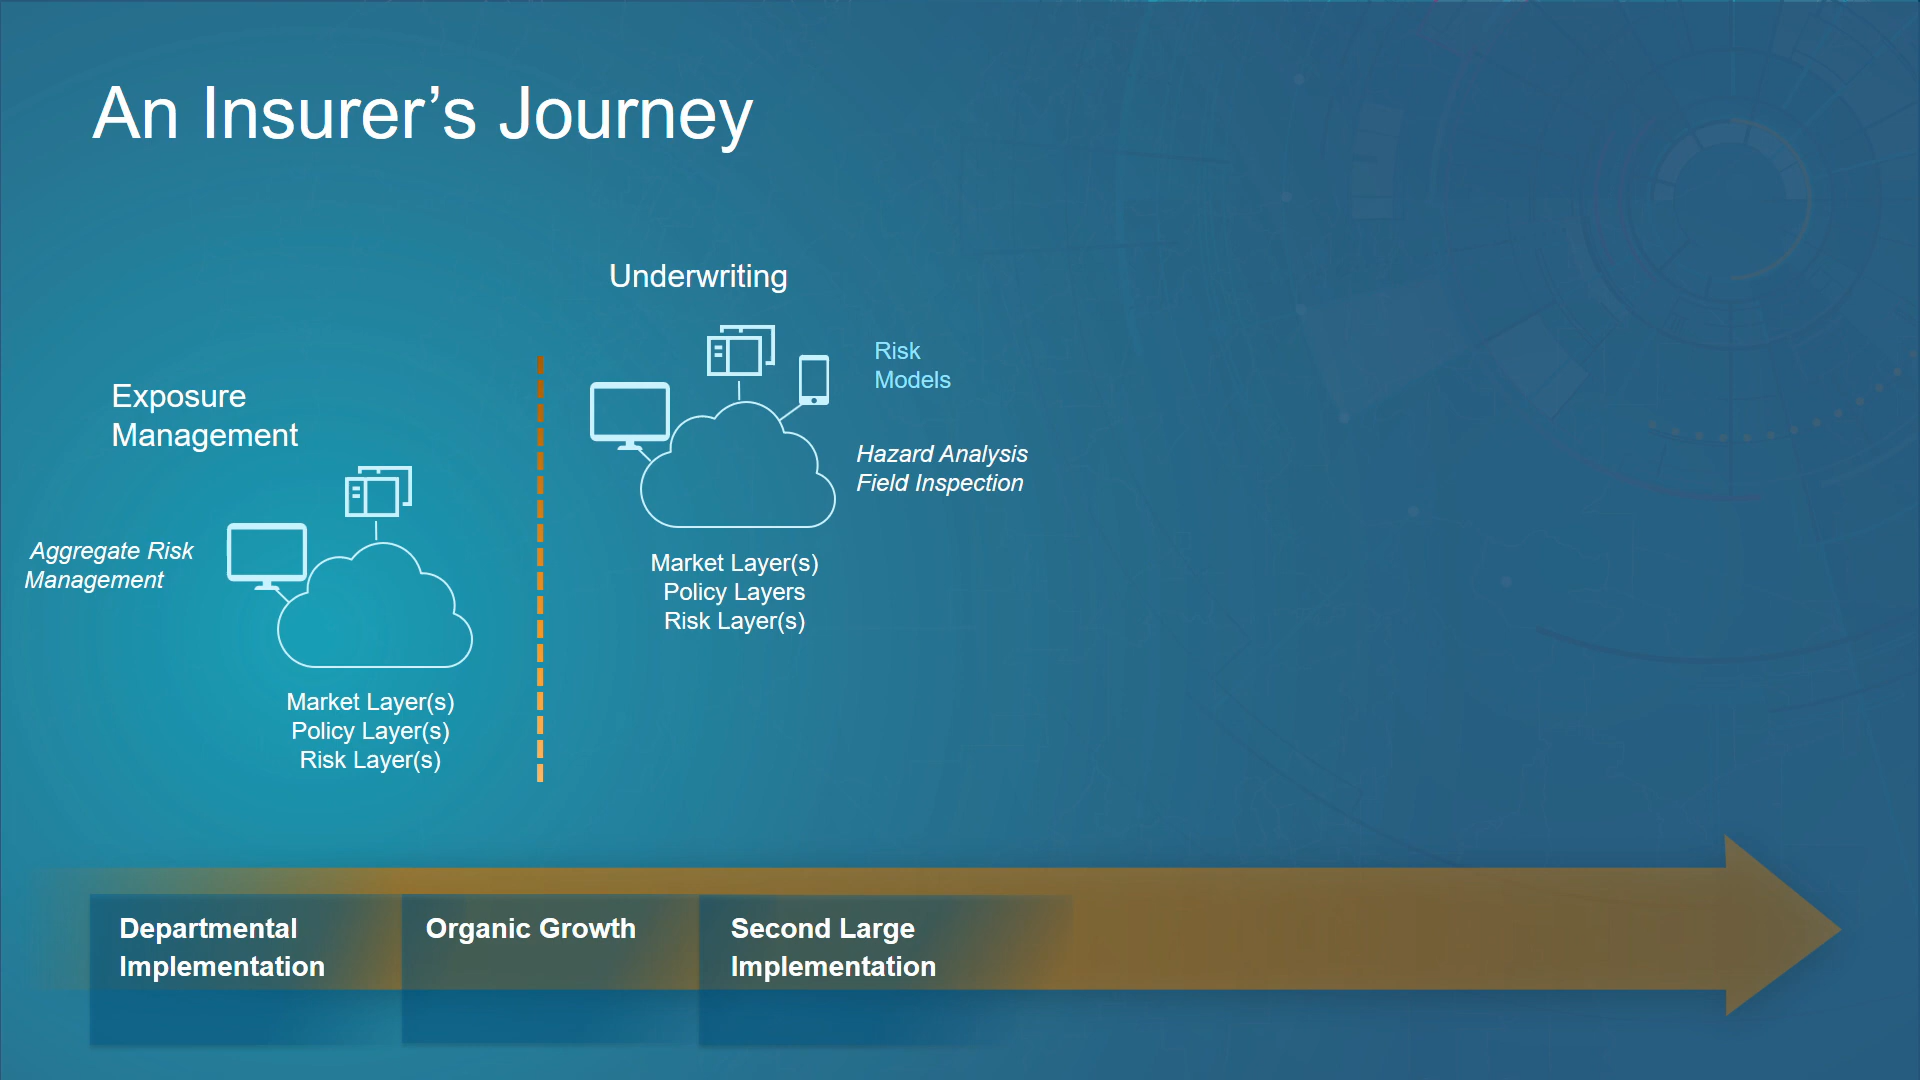 An Insurer’s Journey
Exposure
Management
Aggregate Risk
Management
Market Layer(s)
Policy Layer(s)
Risk Layer(s)
Underwriting
Risk
Models
Hazard Analysis
Field Inspection
Market Layer(s)
Policy Layers
Risk Layer(s)
Departmental
Implementation
Organic Growth
Second Large
Implementation